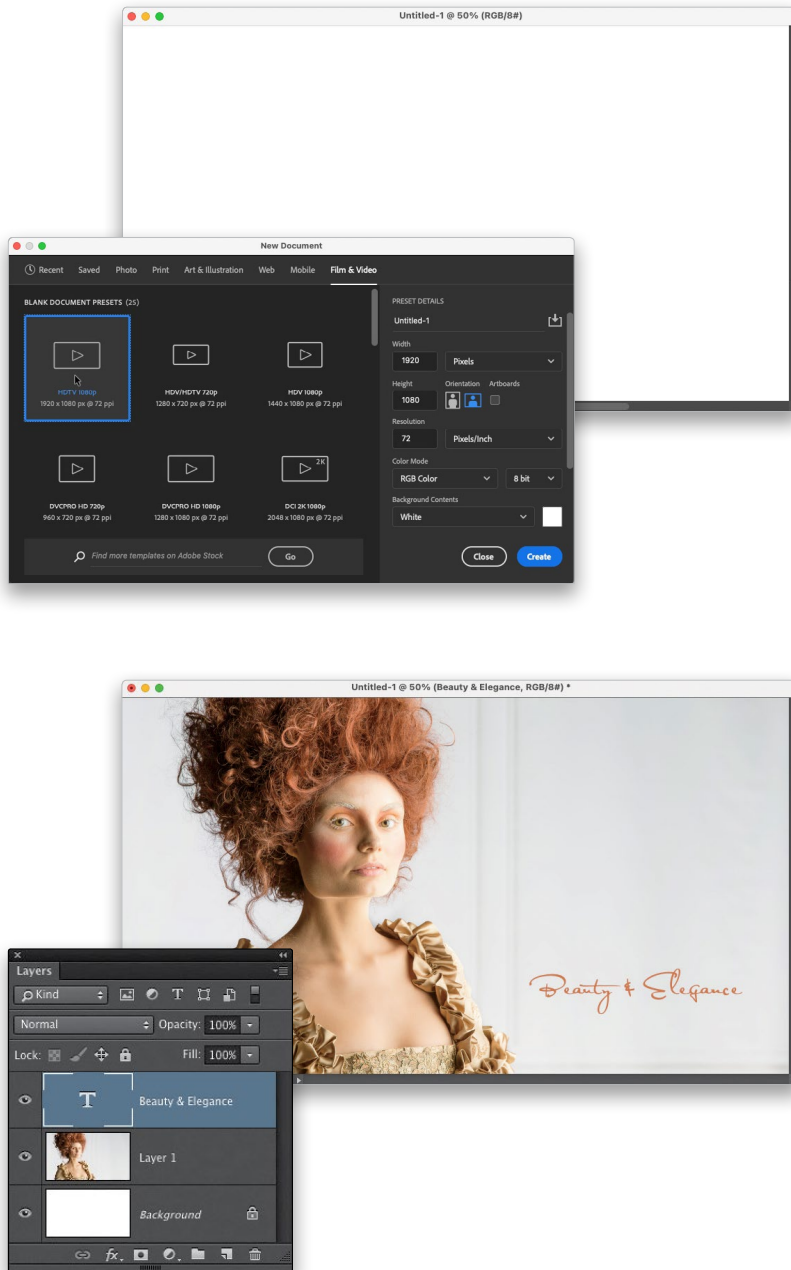 Untitled-1 @ 50% (RGB/8#)
New Document
Recent Saved Photo Print Art & Illustration Web Mobile Film & Video
BLANK DOCUMENT PRESETS (25)
HDTV 1080p
1920 x 1080 px @ 72 ppi
HDV/HDTV 720p
1280 x 720 px @ 72 ppi
HDV 1080p
1440 x 1080 px @ 72 ppi
DVCPRO HD 720p
960 x 720 px @ 72 ppi
DVCPRO HD 1080p
1280 x 1080 px @ 72 ppi
2K
DCI 2K 1080p
2048 x 1080 px @ 72 ppi
Find more templates on Adobe Stock
Go
PRESET DETAILS
Untitled-1
Width
1920 Pixels
Height Orientation Artboards
1080
Resolution
72 Pixels/Inch
Color Mode
RGB Color 8 bit
Background Contents
White
Close Create
Untitled-1 @ 50% (Beauty & Elegance, RGB/8#) *
Beauty & Elegance
Layers
Kind T
Normal Opacity: 100%
Lock: Fill: 100%
T Beauty & Elegance
Layer 1
Background
fx.